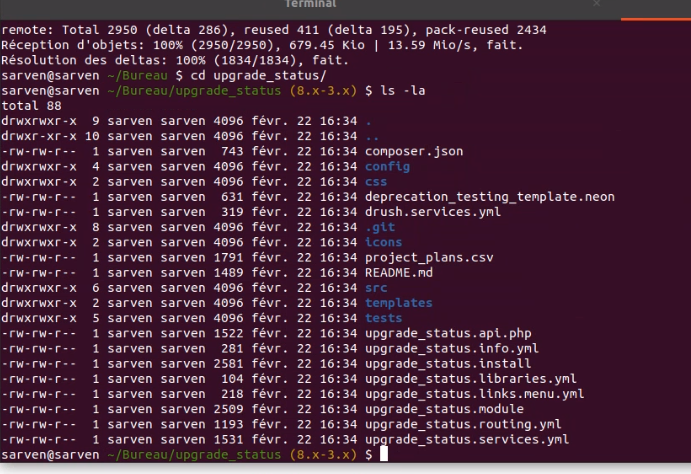 Terminal
remote: Total 2950 (delta 286), reused 411 (delta 195), pack-reused 2434
Réception d'objets: 100% (2950/2950), 679.45 Kio | 13.59 Mio/s, fait.
Résolution des deltas: 100% (1834/1834), fait.
sarven@sarven ~/Bureau $ cd upgrade_status/
sarven@sarven ~/Bureau/upgrade_status (8.x-3.x) $ ls -la
total 88
drwxrwxr-x  9 sarven sarven 4096 févr. 22 16:34 .
drwxr-xr-x 10 sarven sarven 4096 févr. 22 16:34 ..
-rw-rw-r--  1 sarven sarven  743 févr. 22 16:34 composer.json
drwxrwxr-x  4 sarven sarven 4096 févr. 22 16:34 config
drwxrwxr-x  2 sarven sarven 4096 févr. 22 16:34 css
-rw-rw-r--  1 sarven sarven  631 févr. 22 16:34 deprecation_testing_template.neon
-rw-rw-r--  1 sarven sarven  319 févr. 22 16:34 drush.services.yml
drwxrwxr-x  8 sarven sarven 4096 févr. 22 16:34 .git
drwxrwxr-x  2 sarven sarven 4096 févr. 22 16:34 icons
-rw-rw-r--  1 sarven sarven 1791 févr. 22 16:34 project_plans.csv
-rw-rw-r--  1 sarven sarven 1489 févr. 22 16:34 README.md
drwxrwxr-x  6 sarven sarven 4096 févr. 22 16:34 src
drwxrwxr-x  2 sarven sarven 4096 févr. 22 16:34 templates
drwxrwxr-x  5 sarven sarven 4096 févr. 22 16:34 tests
-rw-rw-r--  1 sarven sarven 1522 févr. 22 16:34 upgrade_status.api.php
-rw-rw-r--  1 sarven sarven  281 févr. 22 16:34 upgrade_status.info.yml
-rw-rw-r--  1 sarven sarven 2581 févr. 22 16:34 upgrade_status.install
-rw-rw-r--  1 sarven sarven  104 févr. 22 16:34 upgrade_status.libraries.yml
-rw-rw-r--  1 sarven sarven  218 févr. 22 16:34 upgrade_status.links.menu.yml
-rw-rw-r--  1 sarven sarven 2509 févr. 22 16:34 upgrade_status.module
-rw-rw-r--  1 sarven sarven 1193 févr. 22 16:34 upgrade_status.routing.yml
-rw-rw-r--  1 sarven sarven 1531 févr. 22 16:34 upgrade_status.services.yml
sarven@sarven ~/Bureau/upgrade_status (8.x-3.x) $